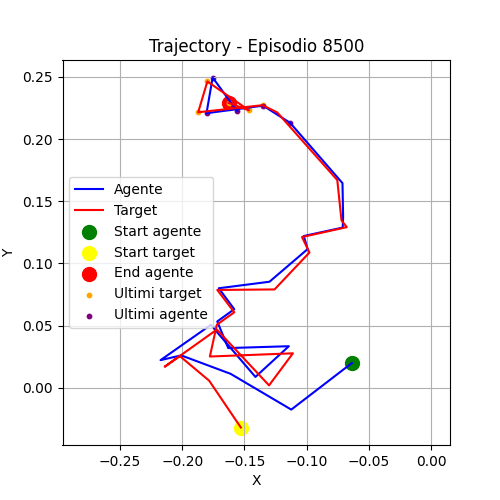 Trajectory - Episodio 8500
0.25
0.20
0.15
0.10
0.05
0.00
Y
Agente
Target
Start agente
Start target
End agente
Ultimi target
Ultimi agente
−0.25
−0.20
−0.15
−0.10
−0.05
0.00
X